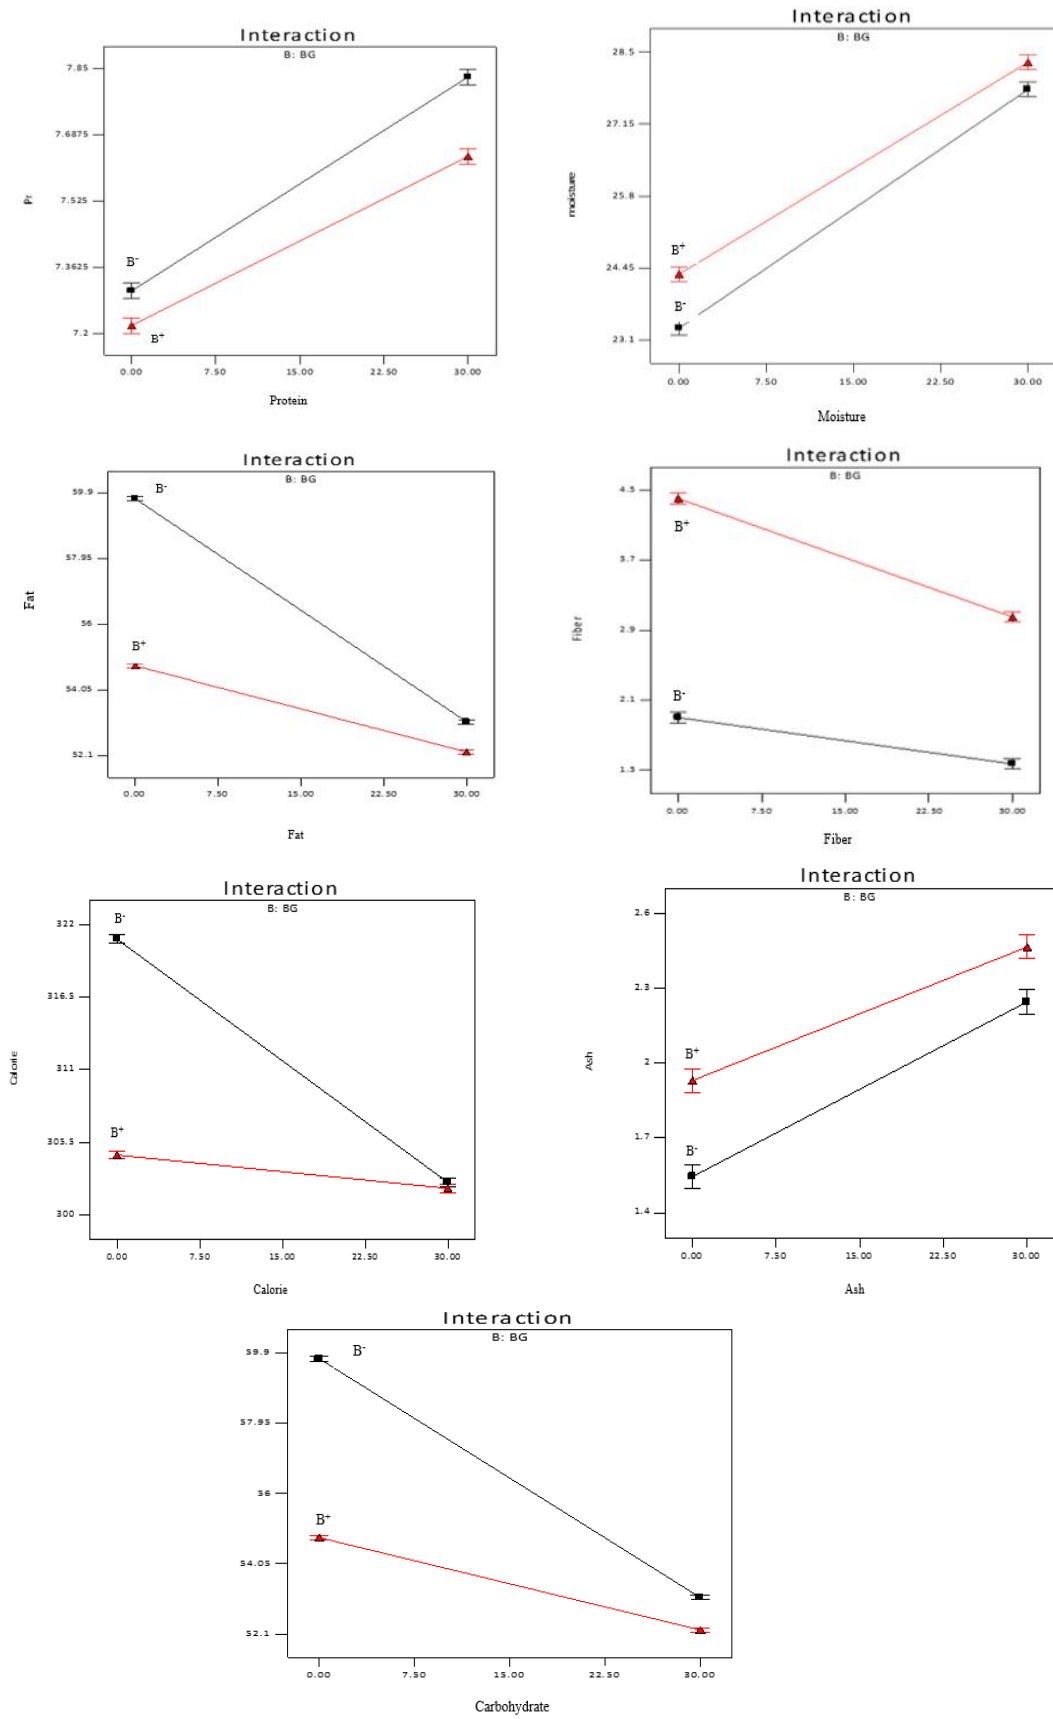 Interaction
B: BG
7.85
7.6875
7.525
7.3625
7.2
Pr
B-
B+
0.00 7.50 15.00 22.50 30.00
Protein
Interaction
B: BG
28.5
27.15
25.8
24.45
23.1
moisture
B+
B-
0.00 7.50 15.00 22.50 30.00
Moisture
Interaction
B: BG
59.9
57.95
56
54.05
52.1
Fat
B-
B+
0.00 7.50 15.00 22.50 30.00
Fat
Interaction
B: BG
4.5
3.7
2.9
2.1
1.3
Fiber
B+
B-
0.00 7.50 15.00 22.50 30.00
Fiber
Interaction
B: BG
322
316.5
311
305.5
300
Calorie
B-
B+
0.00 7.50 15.00 22.50 30.00
Calorie
Interaction
B: BG
2.6
2.3
2
1.7
1.4
Ash
B+
B-
0.00 7.50 15.00 22.50 30.00
Ash
Interaction
B: BG
59.9
57.95
56
54.05
52.1
B-
B+
0.00 7.50 15.00 22.50 30.00
Carbohydrate